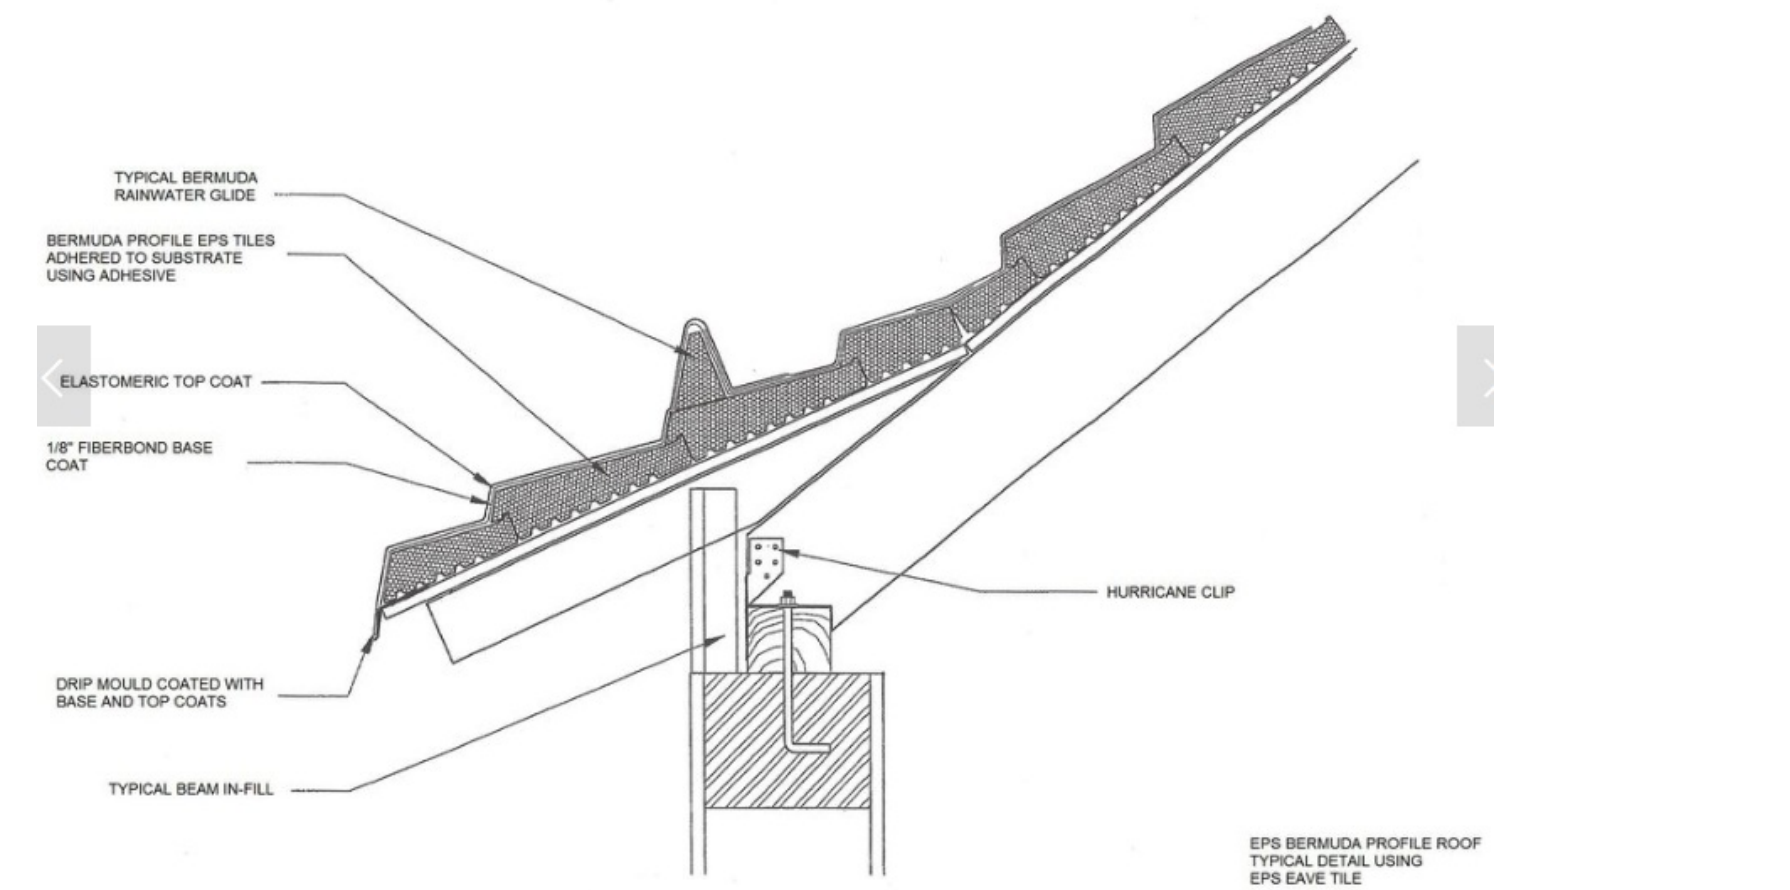 TYPICAL BERMUDA
RAINWATER GLIDE
BERMUDA PROFILE EPS TILES
ADHERED TO SUBSTRATE
USING ADHESIVE
ELASTOMERIC TOP COAT
1/8" FIBERBOND BASE
COAT
HURRICANE CLIP
DRIP MOULD COATED WITH
BASE AND TOP COATS
TYPICAL BEAM IN-FILL
EPS BERMUDA PROFILE ROOF
TYPICAL DETAIL USING
EPS EAVE TILE